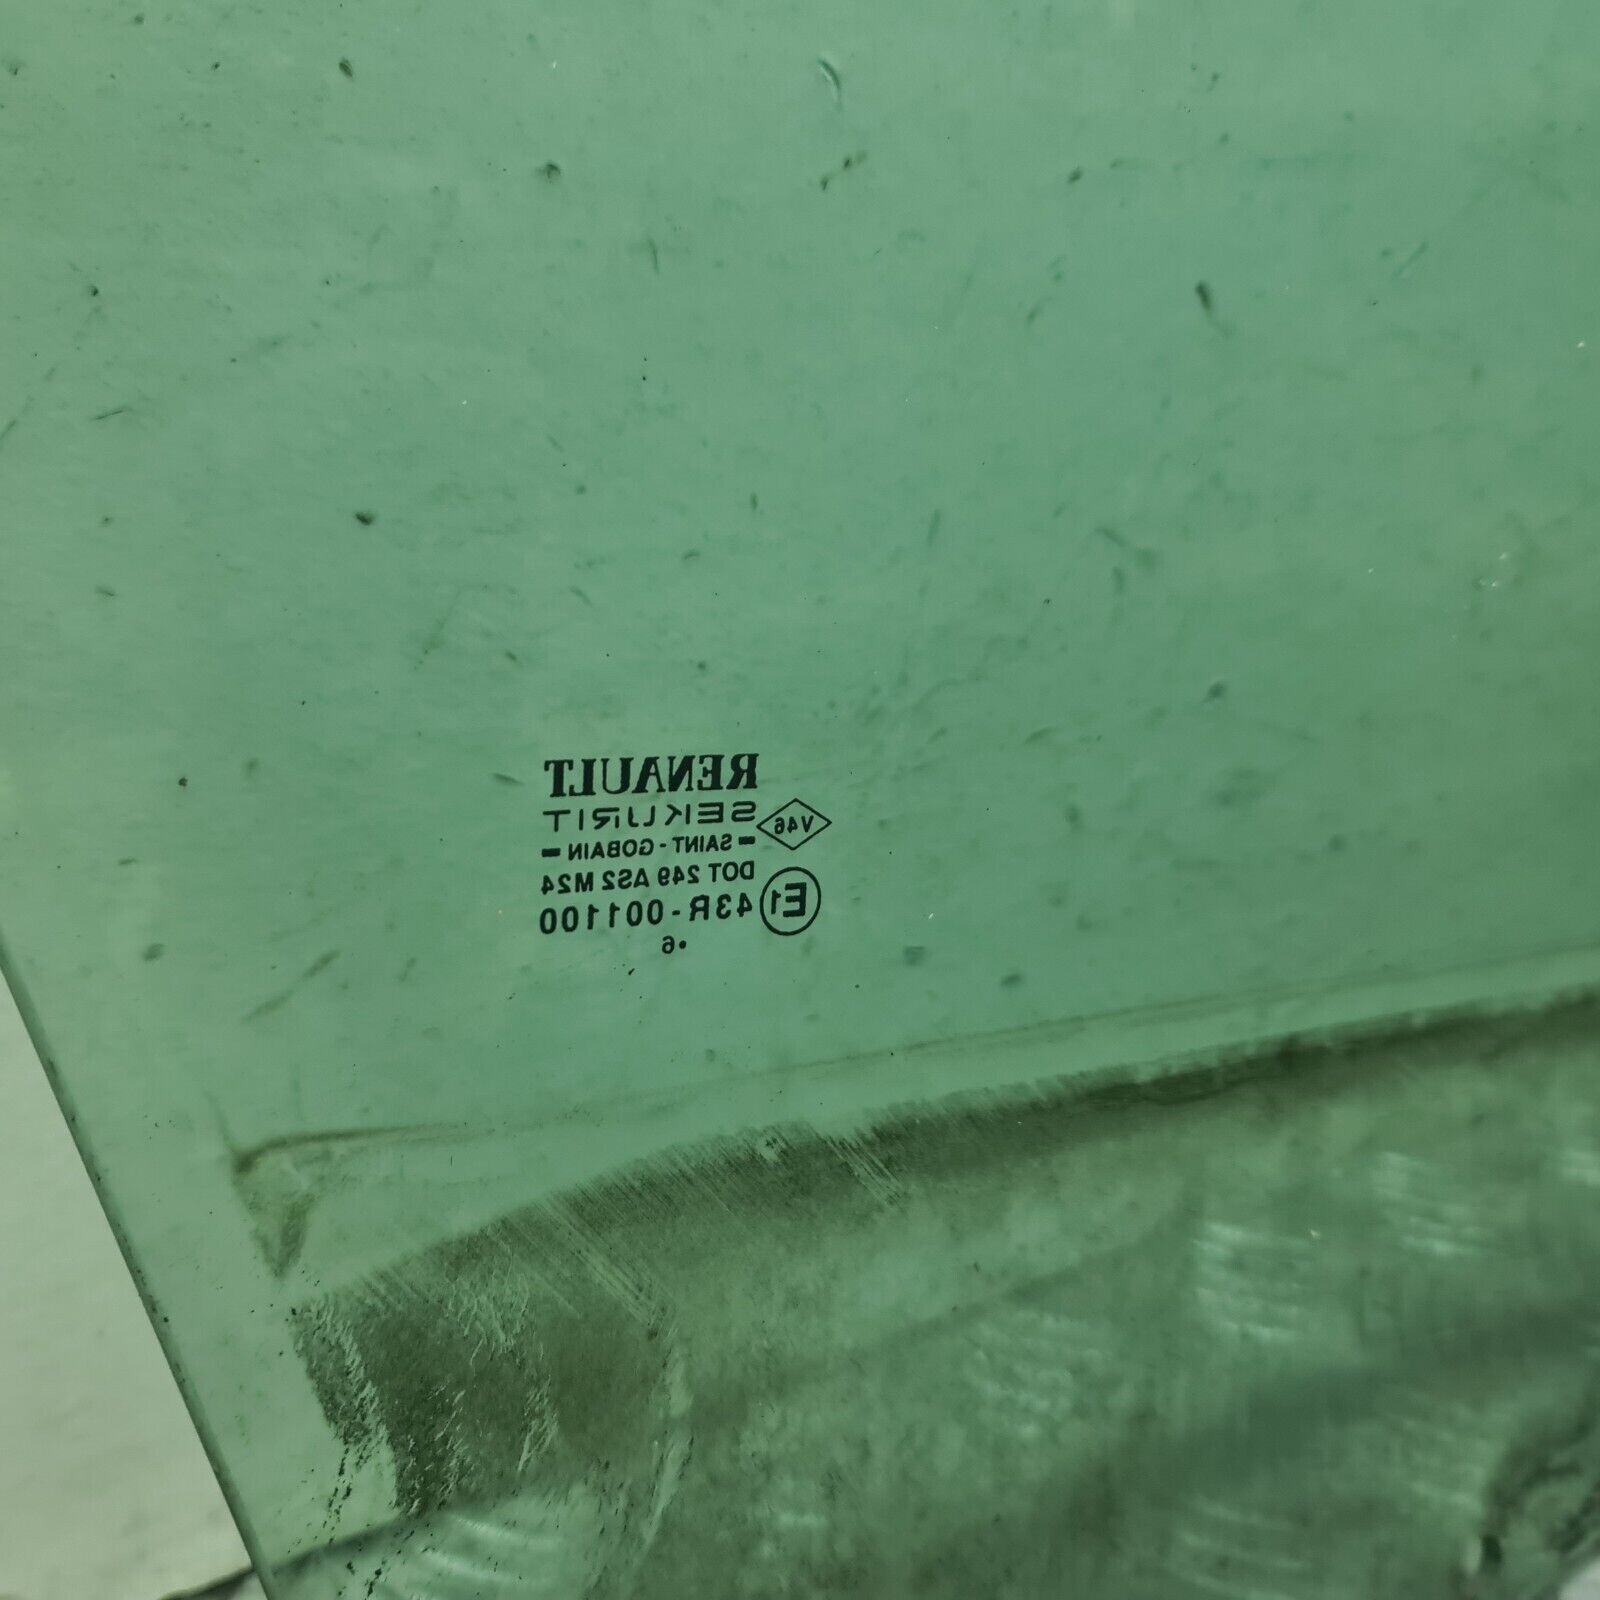 RENAULT
V46 SEKURIT
SAINT-GOBAIN
DOT 249 AS2 M24
E1 43R-001100
•6